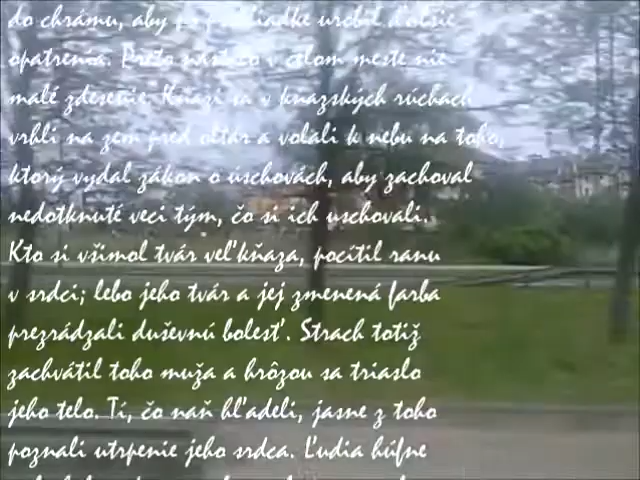 do chrámu, aby po prehliadke urobil ďalšie
opatrenia. Preto nastalo v celom meste nie
malé zdesenie. Kňazi sa v kňazských rúchach
vrhli na zem pred oltár a volali k nebu na toho,
ktorý vydal zákon o úschovách, aby zachoval
nedotknuté veci tým, čo si ich uschovali.
Kto si všimol tvár veľkňaza, pocítil ranu
v srdci; lebo jeho tvár a jej zmenená farba
prezrádzali duševnú bolesť. Strach totiž
zachvátil toho muža a hrôzou sa triaslo
jeho telo. Tí, čo naň hľadeli, jasne z toho
poznali utrpenie jeho srdca. Ľudia húfne